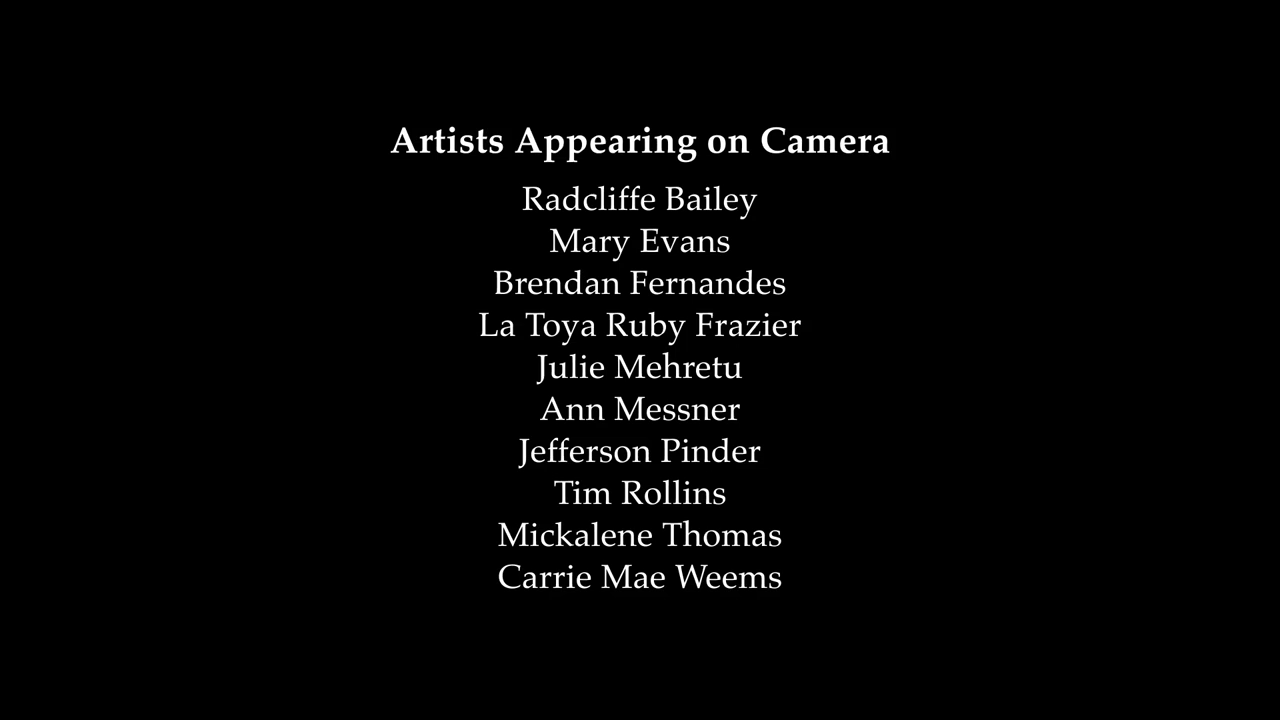 Artists Appearing on Camera
Radcliffe Bailey
Mary Evans
Brendan Fernandes
La Toya Ruby Frazier
Julie Mehretu
Ann Messner
Jefferson Pinder
Tim Rollins
Mickalene Thomas
Carrie Mae Weems